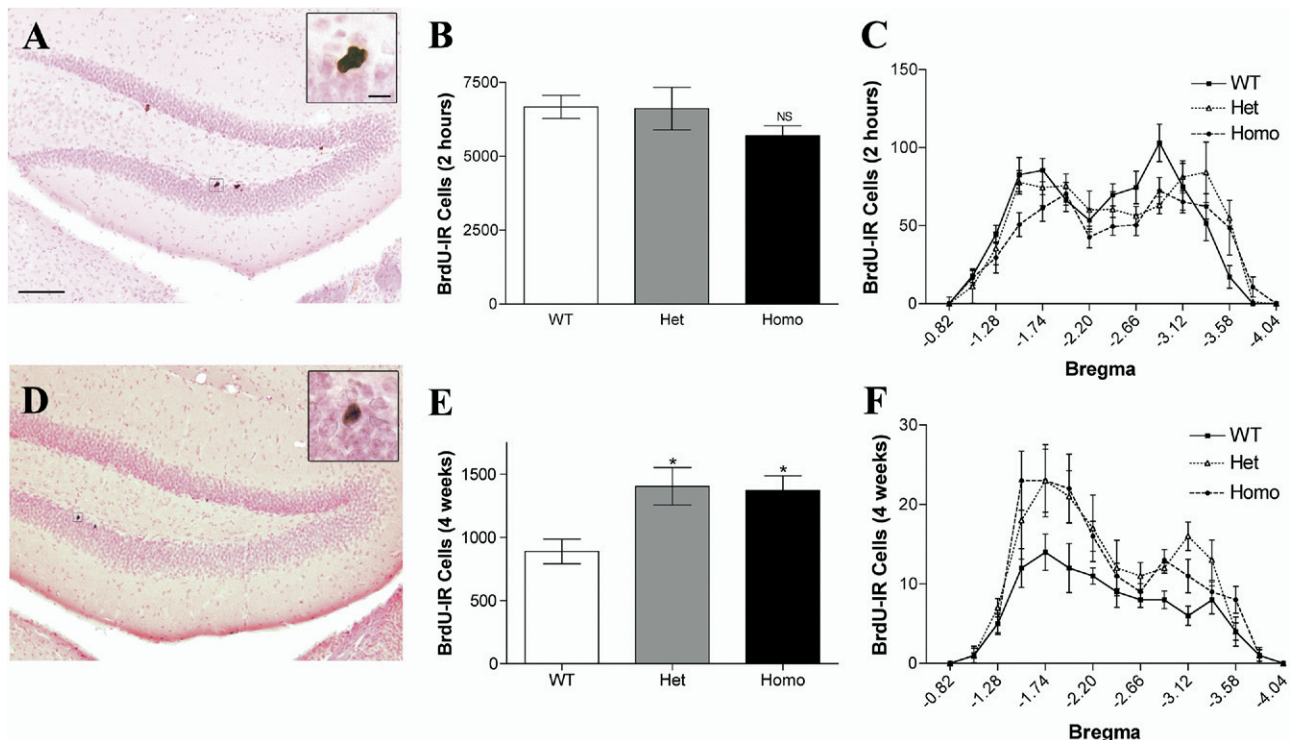 A
B
BrdU-IR Cells (2 hours)
7500
5000
2500
0
NS
WT
Het
Homo
C
BrdU-IR Cells (2 hours)
150
100
50
0
WT
Het
Homo
-0.82
-1.28
-1.74
-2.20
-2.66
-3.12
-3.58
-4.04
Bregma
D
E
BrdU-IR Cells (4 weeks)
1500
1000
500
0
*
*
WT
Het
Homo
F
BrdU-IR Cells (4 weeks)
30
20
10
0
WT
Het
Homo
-0.82
-1.28
-1.74
-2.20
-2.66
-3.12
-3.58
-4.04
Bregma